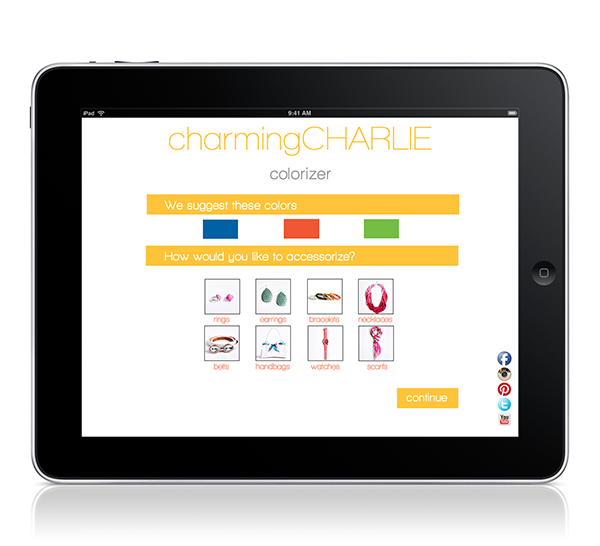 iPad 9:41 AM
charmingCHARLIE
colorizer
We suggest these colors
How would you like to accessorize?
rings earrings bracelets necklaces
belts handbags watches scarfs
continue
f
P
t
You Tube